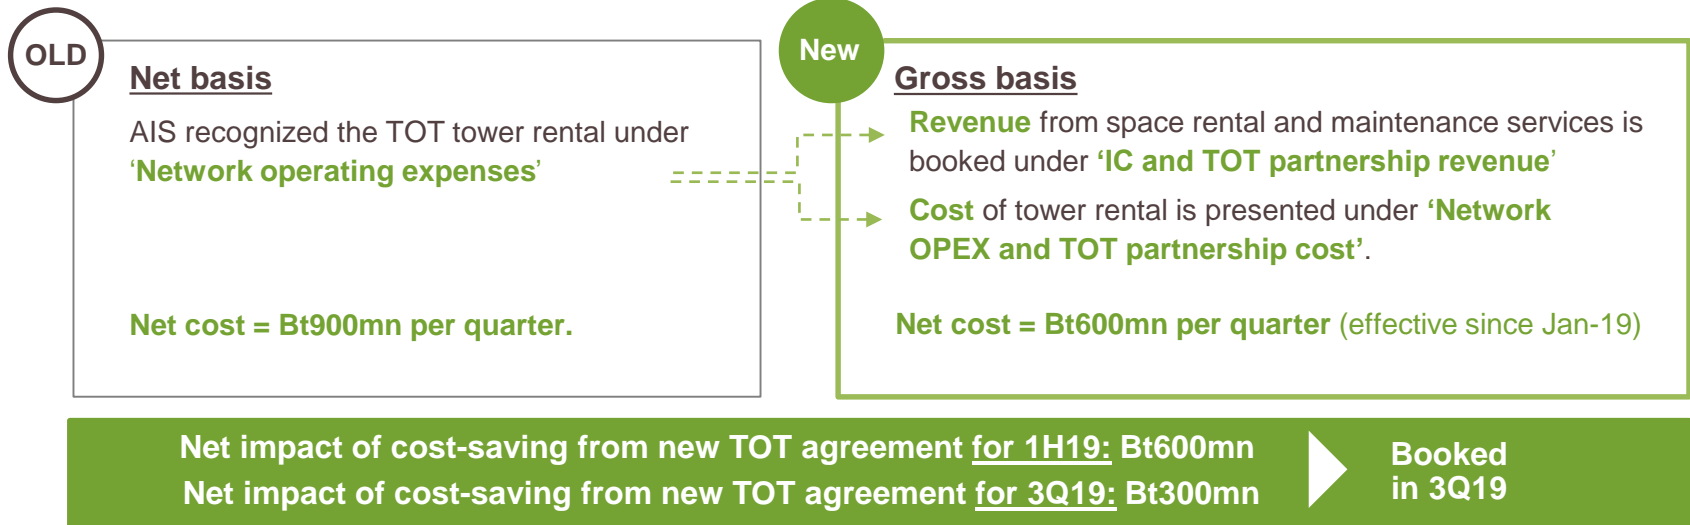 OLD
Net basis
AIS recognized the TOT tower rental under
‘Network operating expenses’
Net cost = Bt900mn per quarter.
New
Gross basis
Revenue from space rental and maintenance services is
booked under ‘IC and TOT partnership revenue’
Cost of tower rental is presented under ‘Network
OPEX and TOT partnership cost’.
Net cost = Bt600mn per quarter (effective since Jan-19)
Net impact of cost-saving from new TOT agreement for 1H19: Bt600mn
Net impact of cost-saving from new TOT agreement for 3Q19: Bt300mn
Booked
in 3Q19